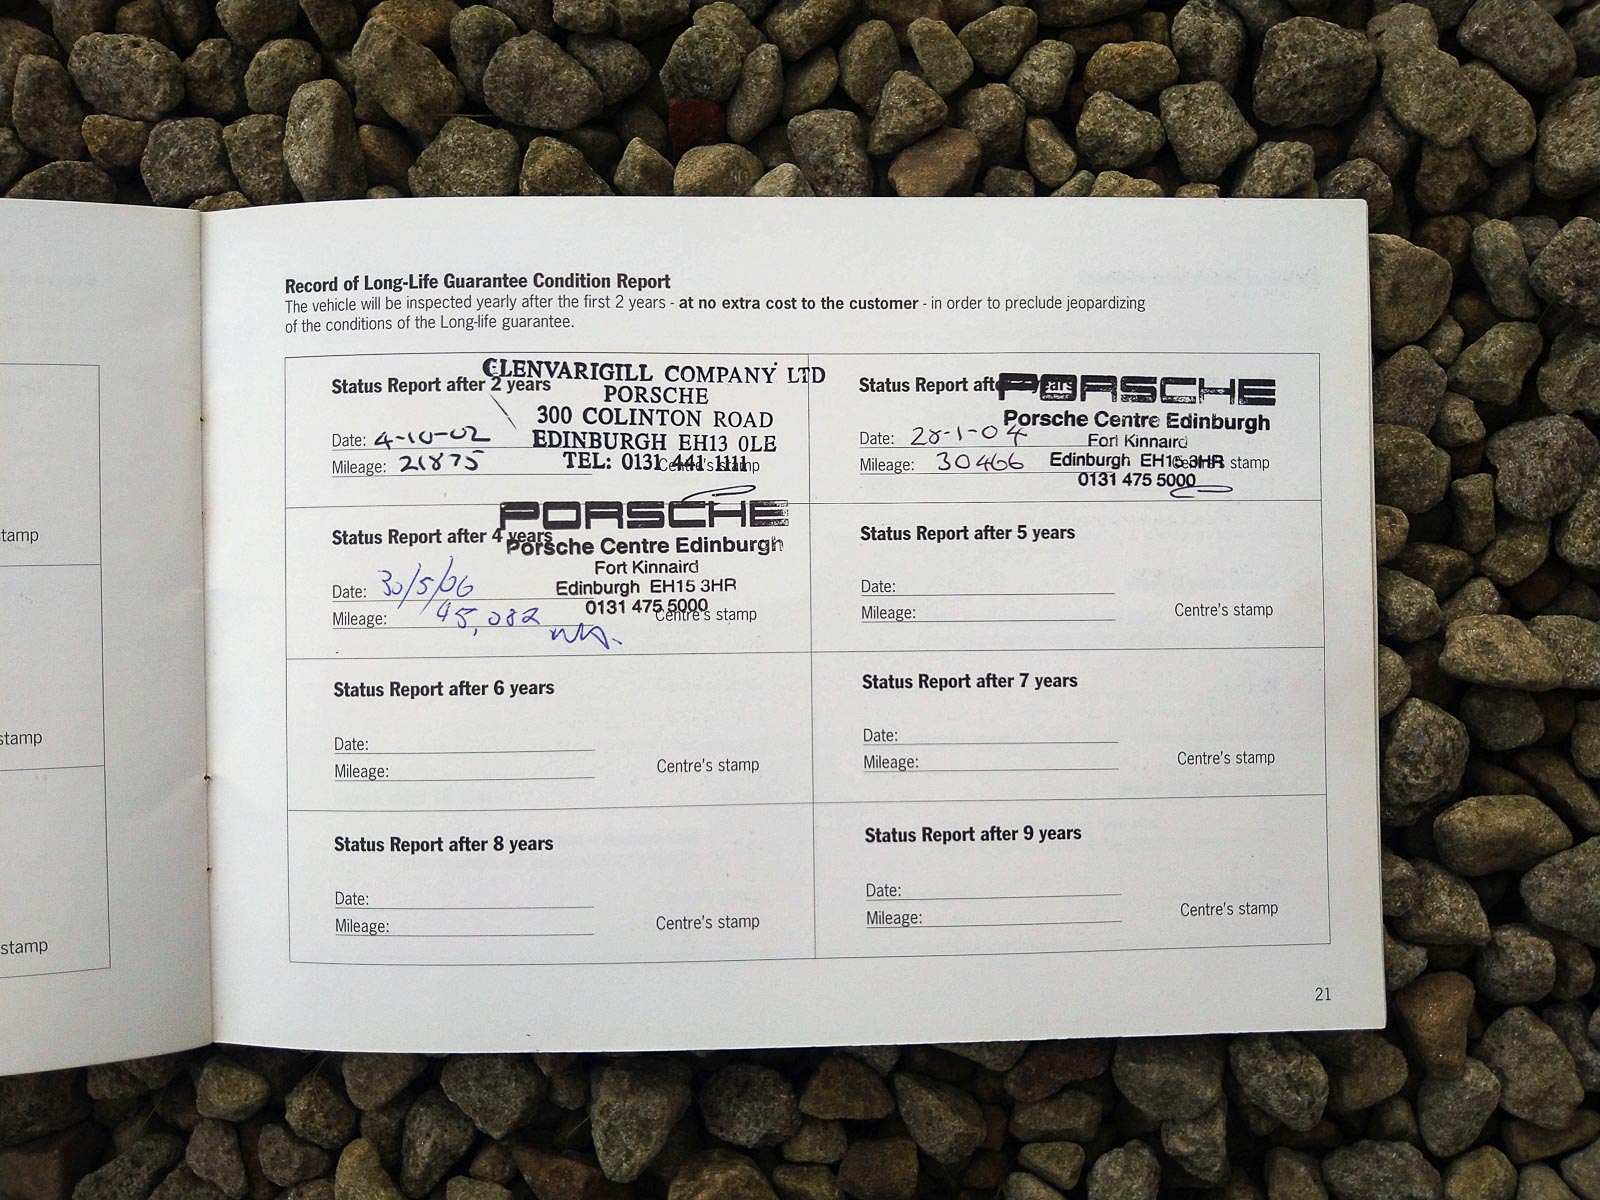 Record of Long-Life Guarantee Condition Report
The vehicle will be inspected yearly after the first 2 years - at no extra cost to the customer - in order to preclude jeopardizing
of the conditions of the Long-life guarantee.
Status Report after 2 years
GLENVARIGILL COMPANY LTD
PORSCHE
300 COLINTON ROAD
EDINBURGH EH13 0LE
TEL: 0131 441 1111
Date: 4-10-02
Mileage: 21875
Centre's stamp
Status Report after years
PORSCHE
Porsche Centre Edinburgh
Fort Kinnaird
Edinburgh EH15 3HR
0131 475 5000
Date: 28-1-04
Mileage: 30466
Centre's stamp
Status Report after 4 years
PORSCHE
Porsche Centre Edinburgh
Fort Kinnaird
Edinburgh EH15 3HR
0131 475 5000
Date: 30/5/06
Mileage: 45,082
Centre's stamp
Status Report after 5 years
Date:
Mileage:
Centre's stamp
Status Report after 6 years
Date:
Mileage:
Centre's stamp
Status Report after 7 years
Date:
Mileage:
Centre's stamp
Status Report after 8 years
Date:
Mileage:
Centre's stamp
Status Report after 9 years
Date:
Mileage:
Centre's stamp
21
stamp
stamp
stamp